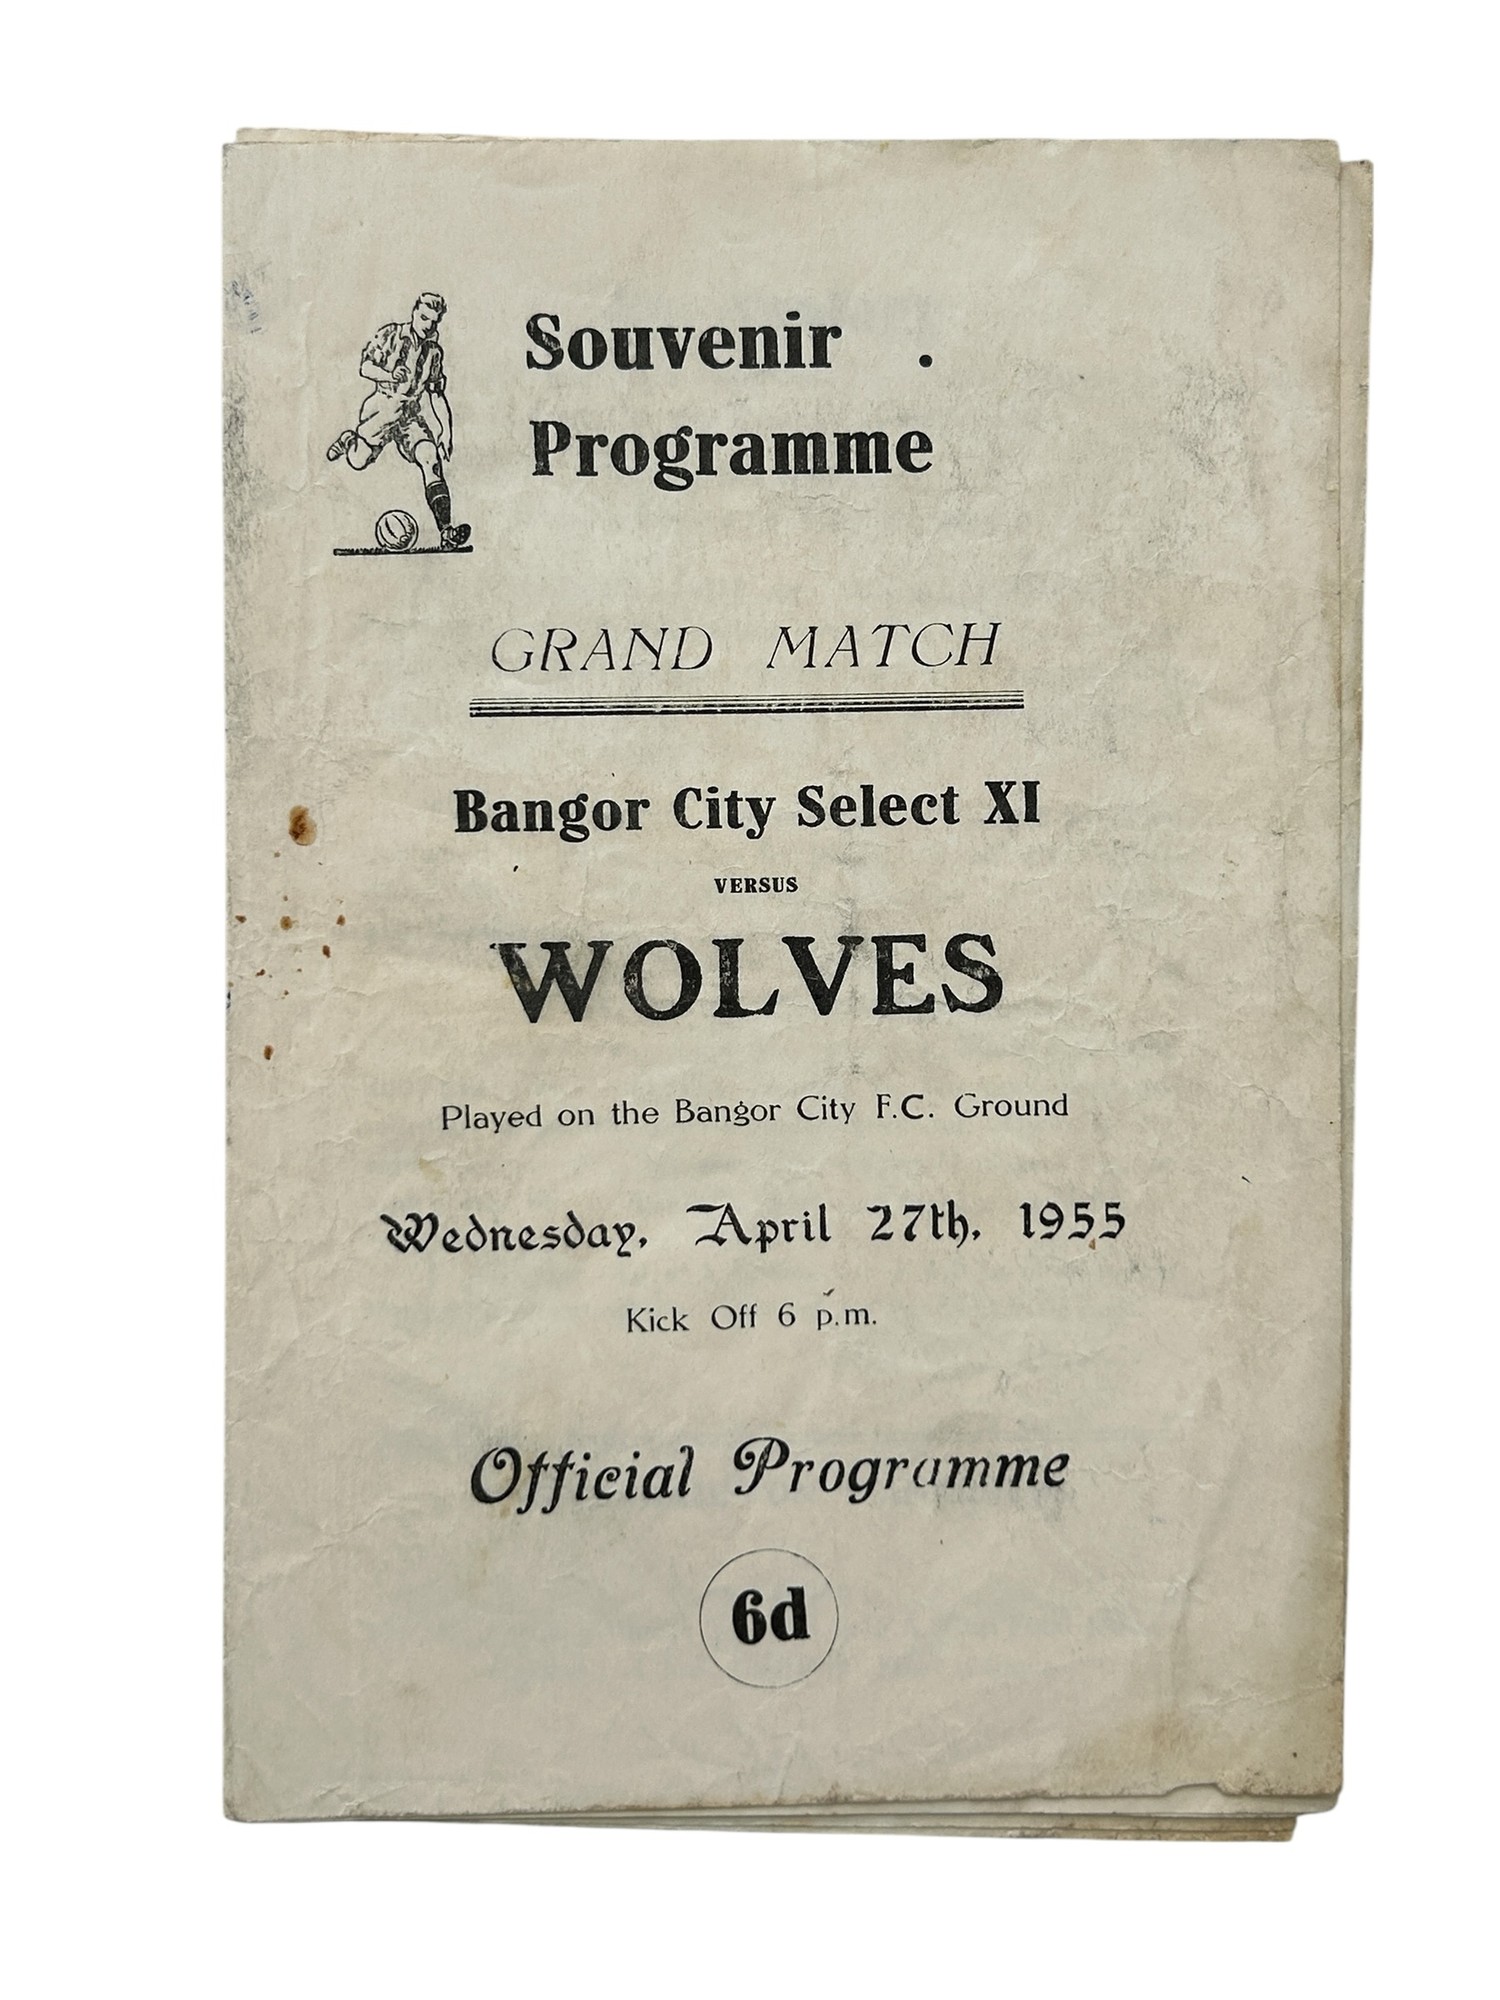 Souvenir .
Programme
GRAND MATCH
Bangor City Select XI
VERSUS
WOLVES
Played on the Bangor City F.C. Ground
Wednesday, April 27th, 1955
Kick Off 6 p.m.
Official Programme
6d